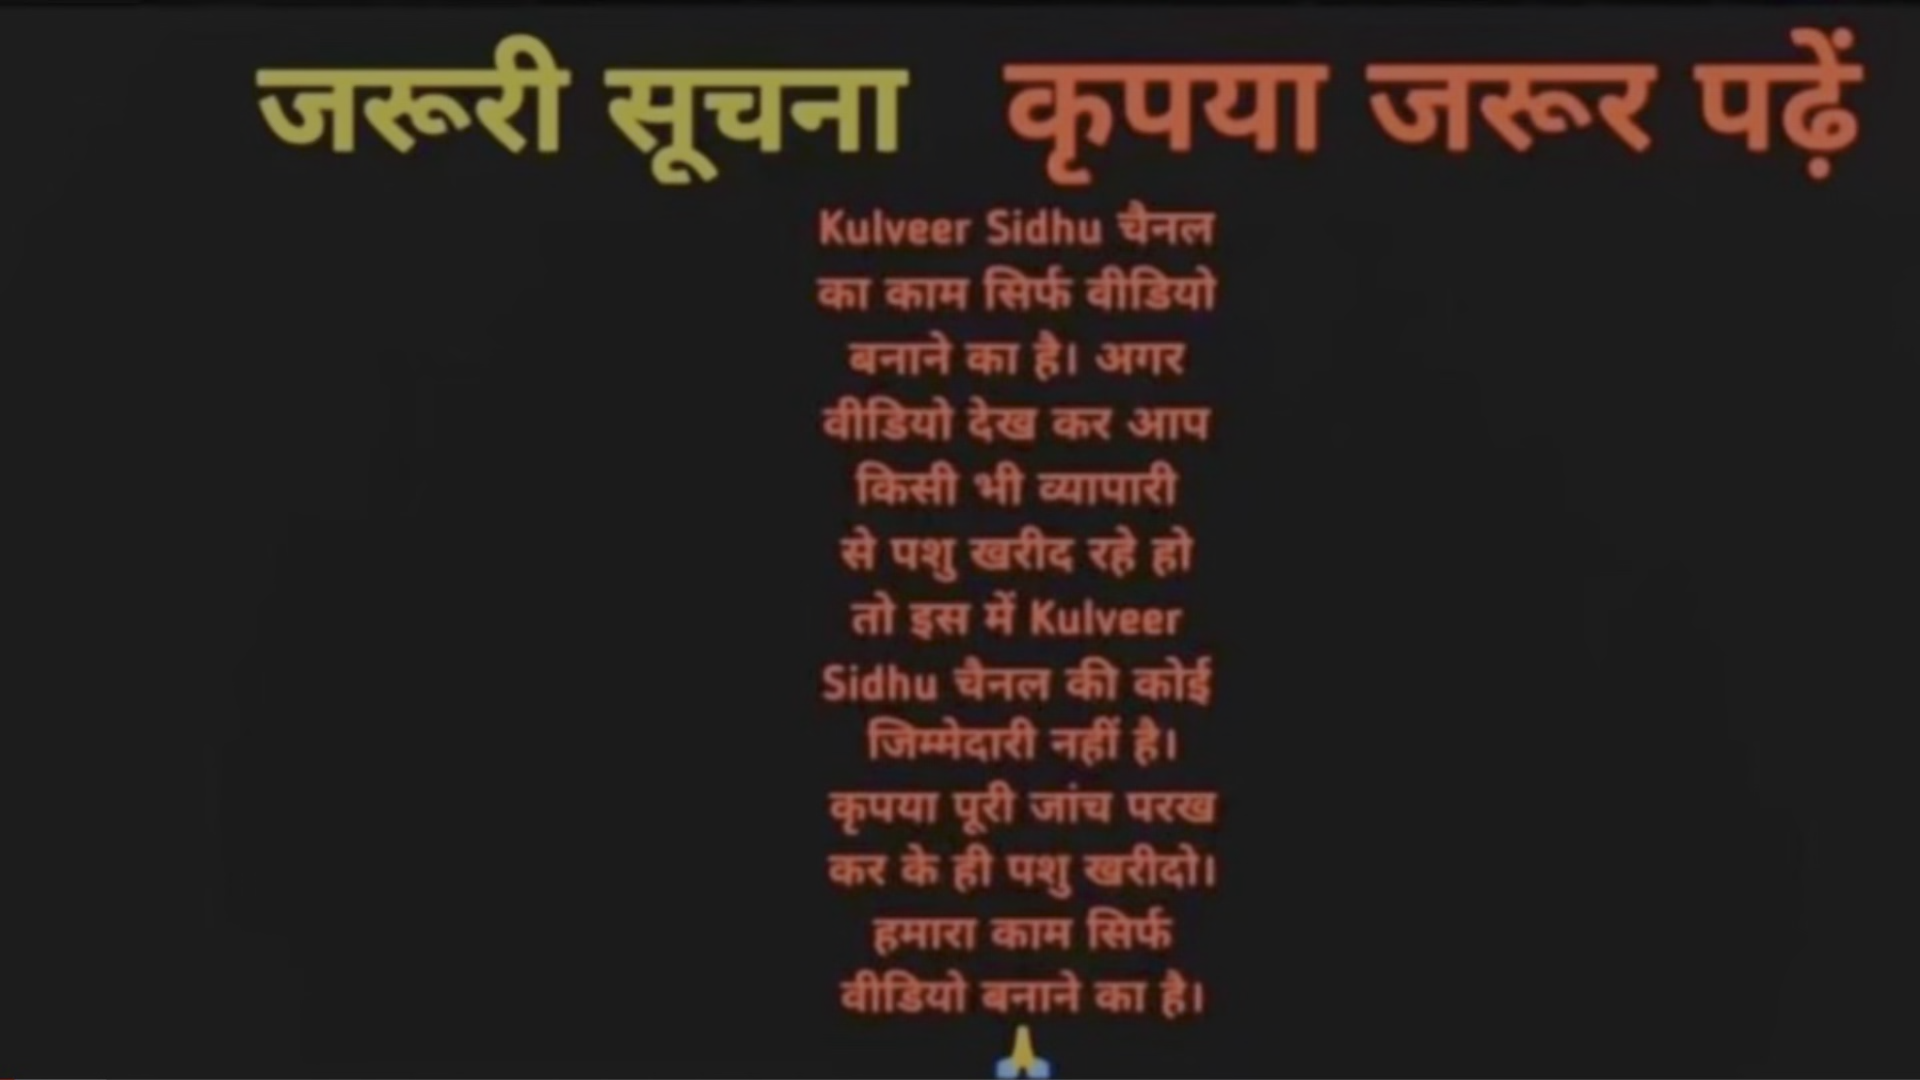 जरूरी सूचना कृपया जरूर पढ़ें
Kulveer Sidhu चैनल
का काम सिर्फ वीडियो
बनाने का है। अगर
वीडियो देख कर आप
किसी भी व्यापारी
से पशु खरीद रहे हो
तो इस में Kulveer
Sidhu चैनल की कोई
जिम्मेदारी नहीं है।
कृपया पूरी जांच परख
कर के ही पशु खरीदो।
हमारा काम सिर्फ
वीडियो बनाने का है।
🙏